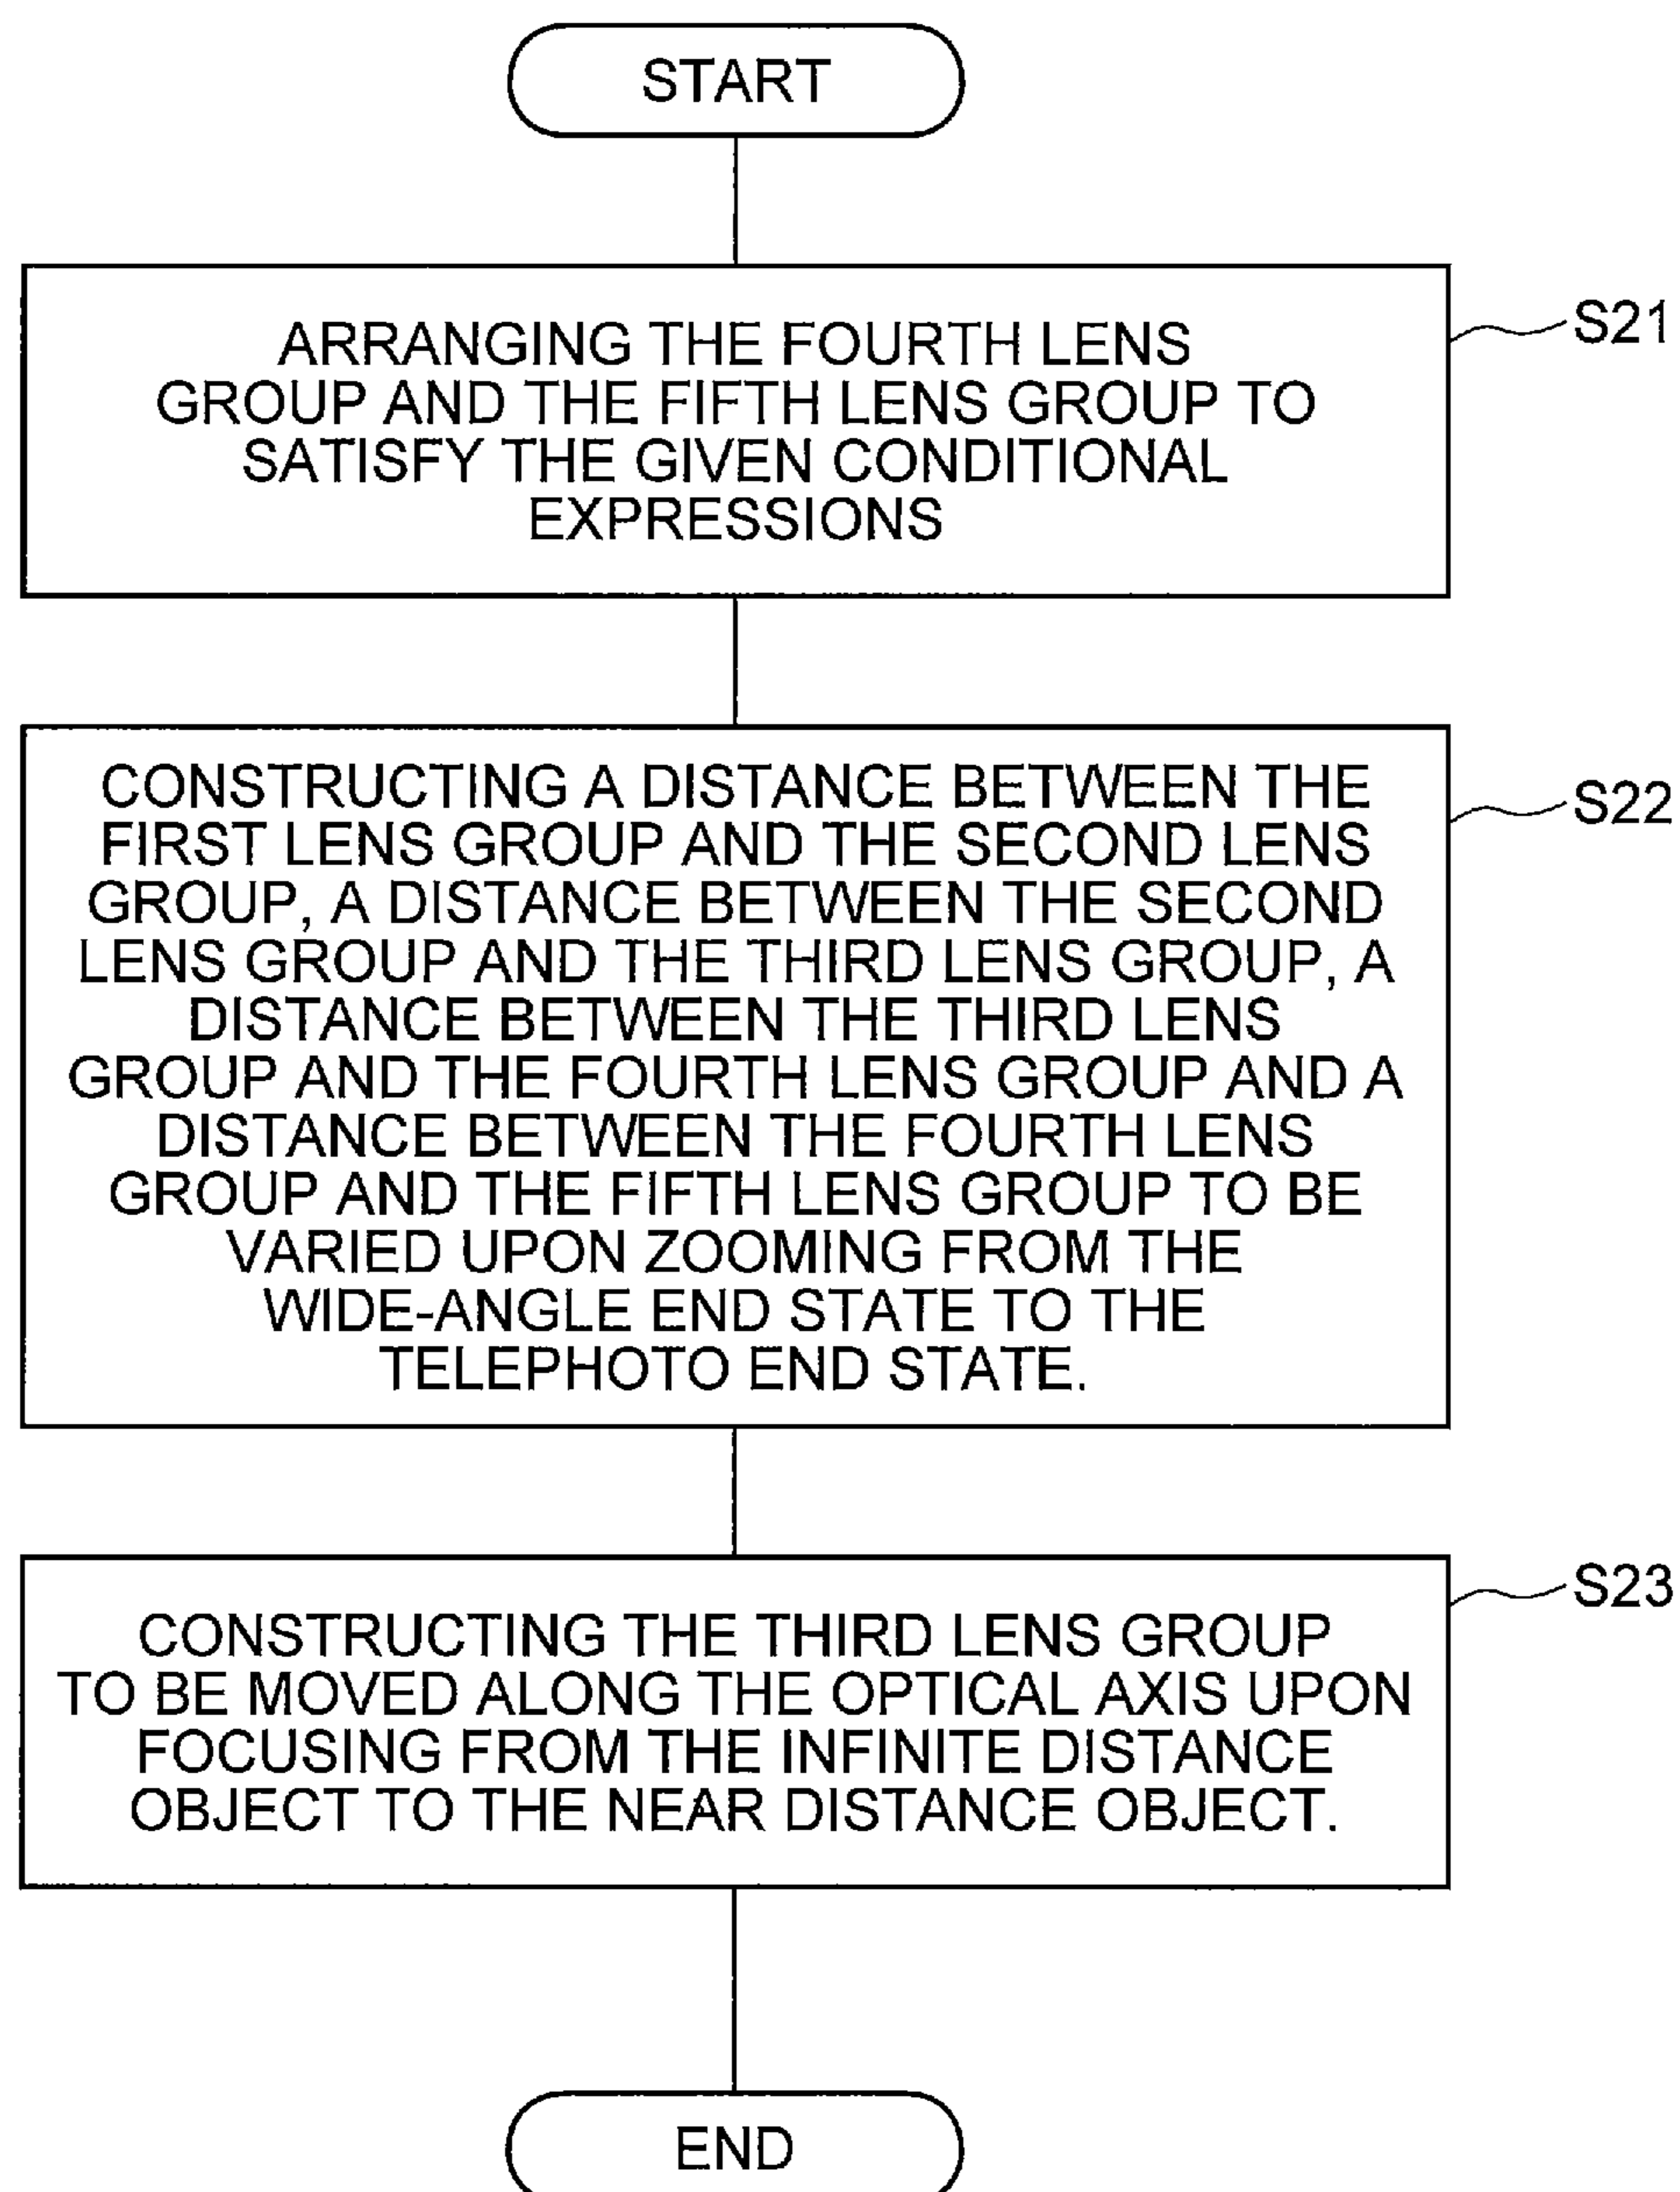 START
ARRANGING THE FOURTH LENS
GROUP AND THE FIFTH LENS GROUP TO
SATISFY THE GIVEN CONDITIONAL
EXPRESSIONS
S21
CONSTRUCTING A DISTANCE BETWEEN THE
FIRST LENS GROUP AND THE SECOND LENS
GROUP, A DISTANCE BETWEEN THE SECOND
LENS GROUP AND THE THIRD LENS GROUP, A
DISTANCE BETWEEN THE THIRD LENS
GROUP AND THE FOURTH LENS GROUP AND A
DISTANCE BETWEEN THE FOURTH LENS
GROUP AND THE FIFTH LENS GROUP TO BE
VARIED UPON ZOOMING FROM THE
WIDE-ANGLE END STATE TO THE
TELEPHOTO END STATE.
S22
CONSTRUCTING THE THIRD LENS GROUP
TO BE MOVED ALONG THE OPTICAL AXIS UPON
FOCUSING FROM THE INFINITE DISTANCE
OBJECT TO THE NEAR DISTANCE OBJECT.
S23
END